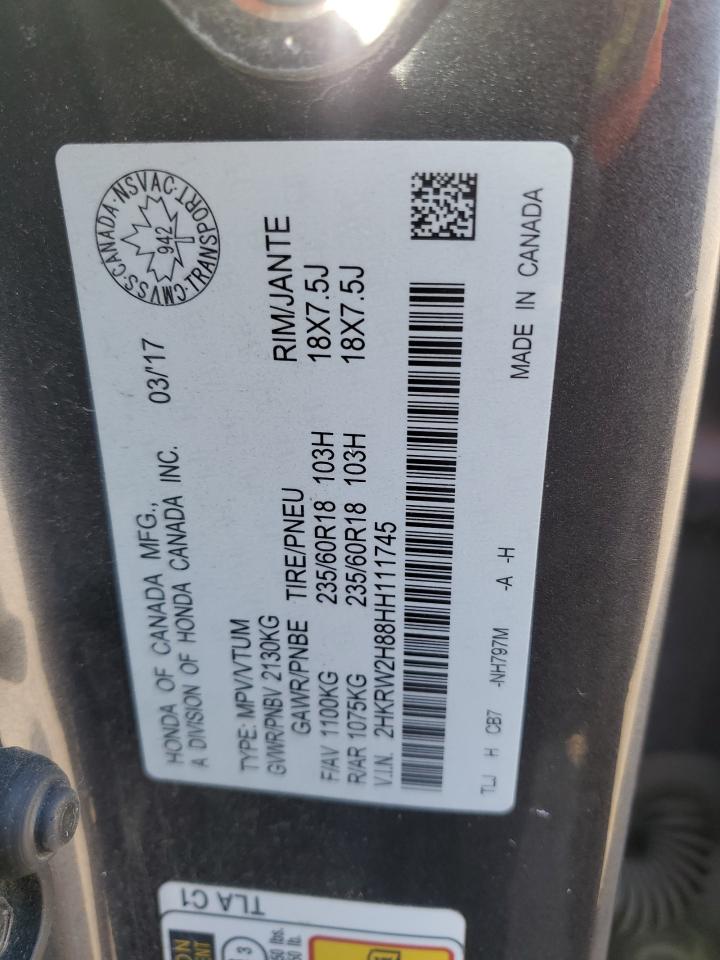 HONDA OF CANADA MFG., 03/'17
A DIVISION OF HONDA CANADA INC.
CANADA·NSVAC·TRANSPORT·CMVSS·
942
TYPE: MPV/VTUM
GVWR/PNBV 2130KG
GAWR/PNBE TIRE/PNEU RIM/JANTE
F/AV 1100KG 235/60R18 103H 18X7.5J
R/AR 1075KG 235/60R18 103H 18X7.5J
V.I.N. 2HKRW2H88HH111745
MADE IN CANADA
TLJ H CB7 -NH797M -A -H
TLA C1
3